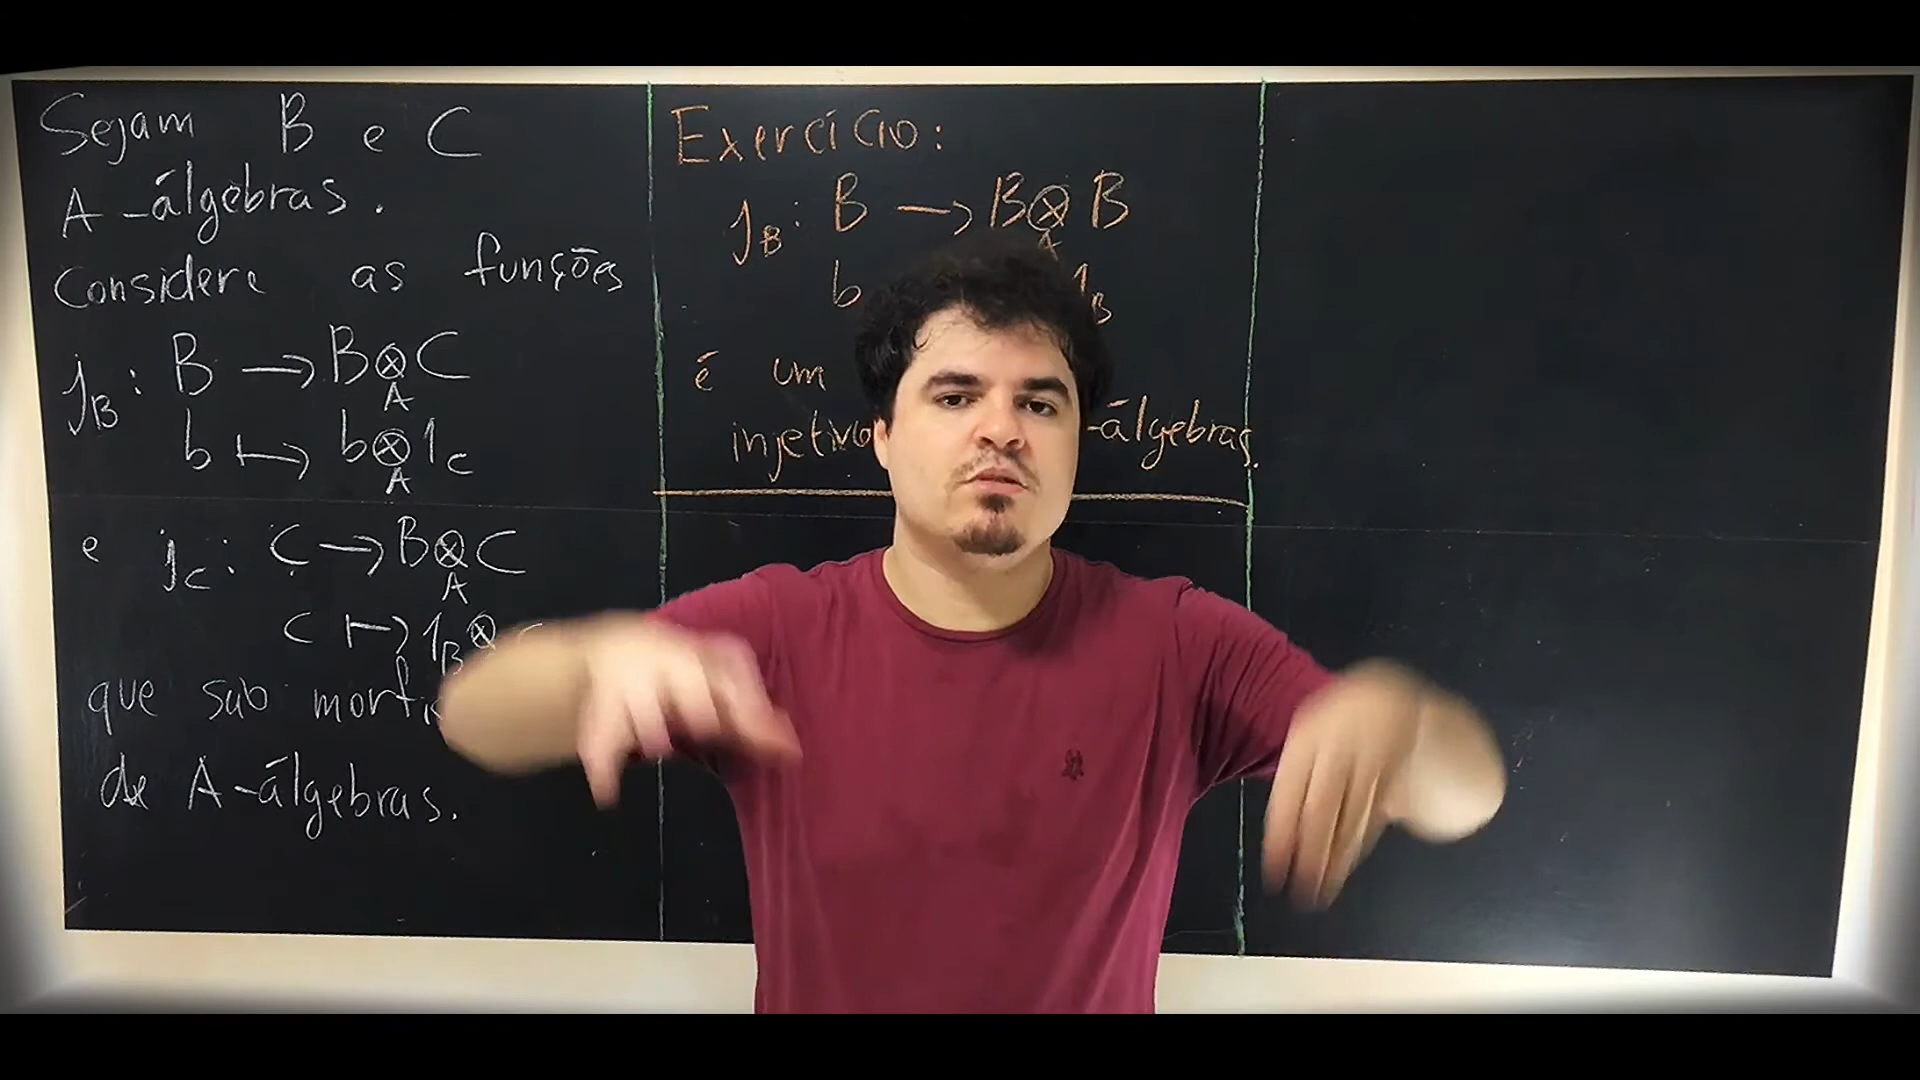 Sejam B e C
A-álgebras.
Considere as funções
j_B: B → B⊗_A C
b ↦ b⊗_A 1_C
e j_C: C → B⊗_A C
c ↦ 1_B ⊗
que são
de A-álgebras.
Exercício:
j_B: B → B⊗_A B
b 1_B
é um
injetivo -álgebras.